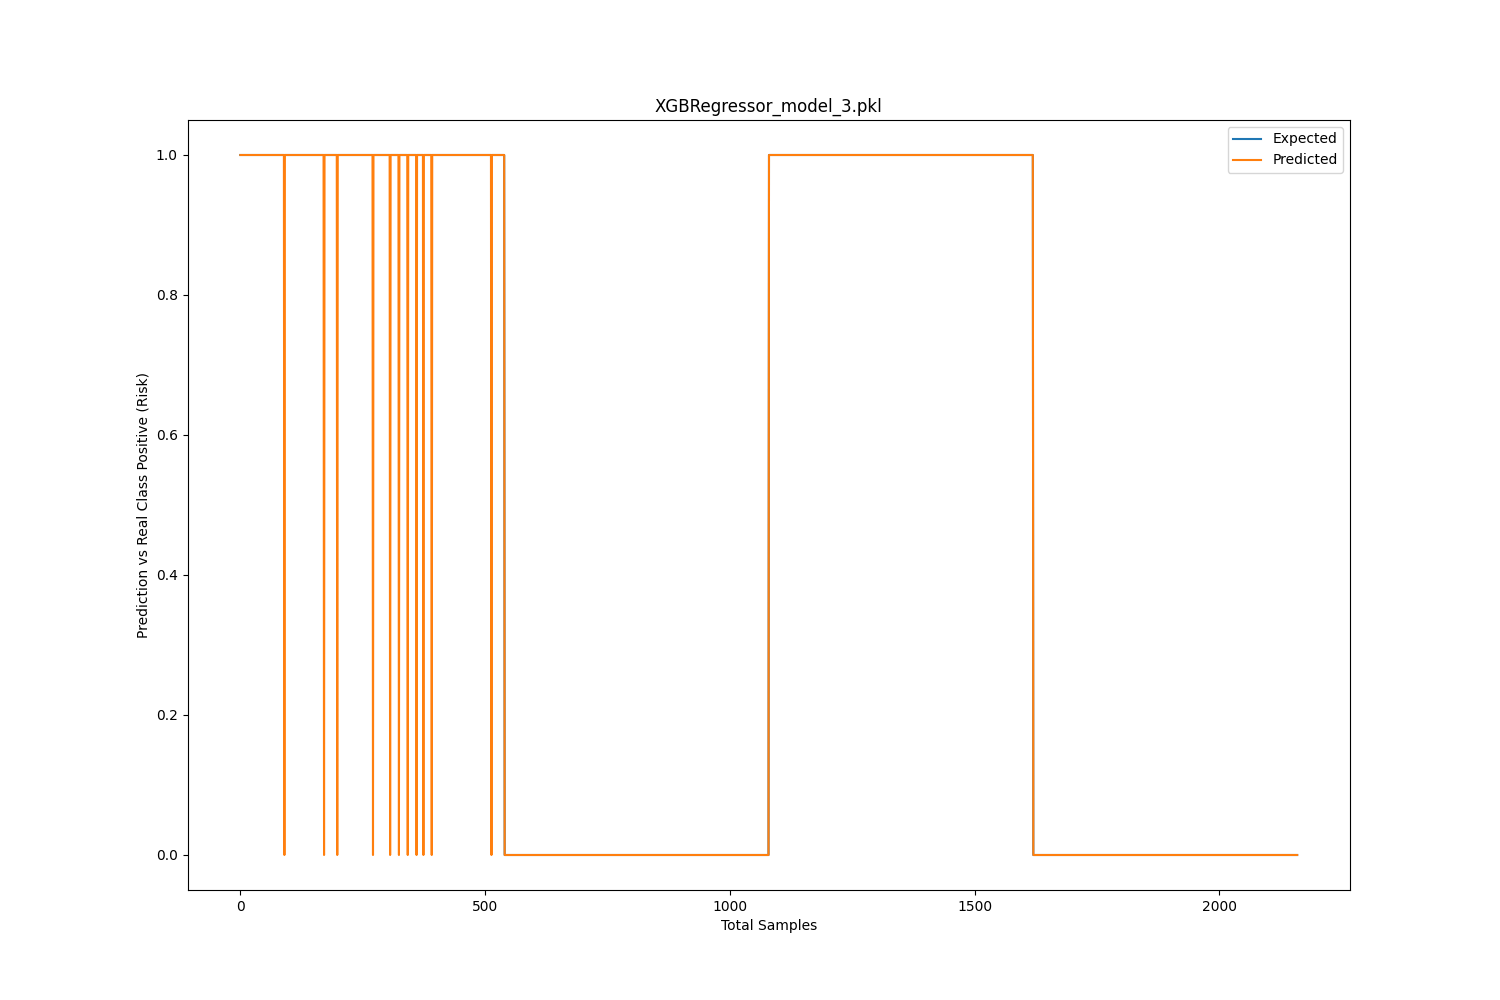 XGBRegressor_model_3.pkl
Expected
Predicted
1.0
0.8
0.6
0.4
0.2
0.0
Prediction vs Real Class Positive (Risk)
0
500
1000
1500
2000
Total Samples